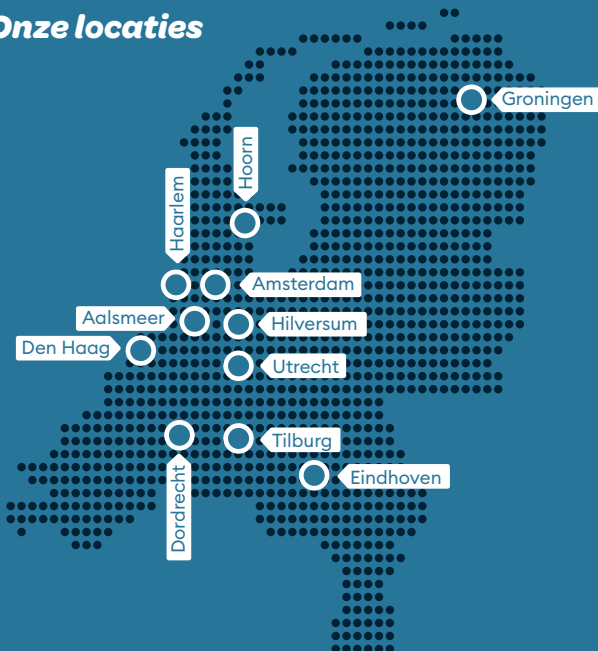 Onze locaties
Groningen
Hoorn
Haarlem
Amsterdam
Aalsmeer
Hilversum
Den Haag
Utrecht
Tilburg
Eindhoven
Dordrecht